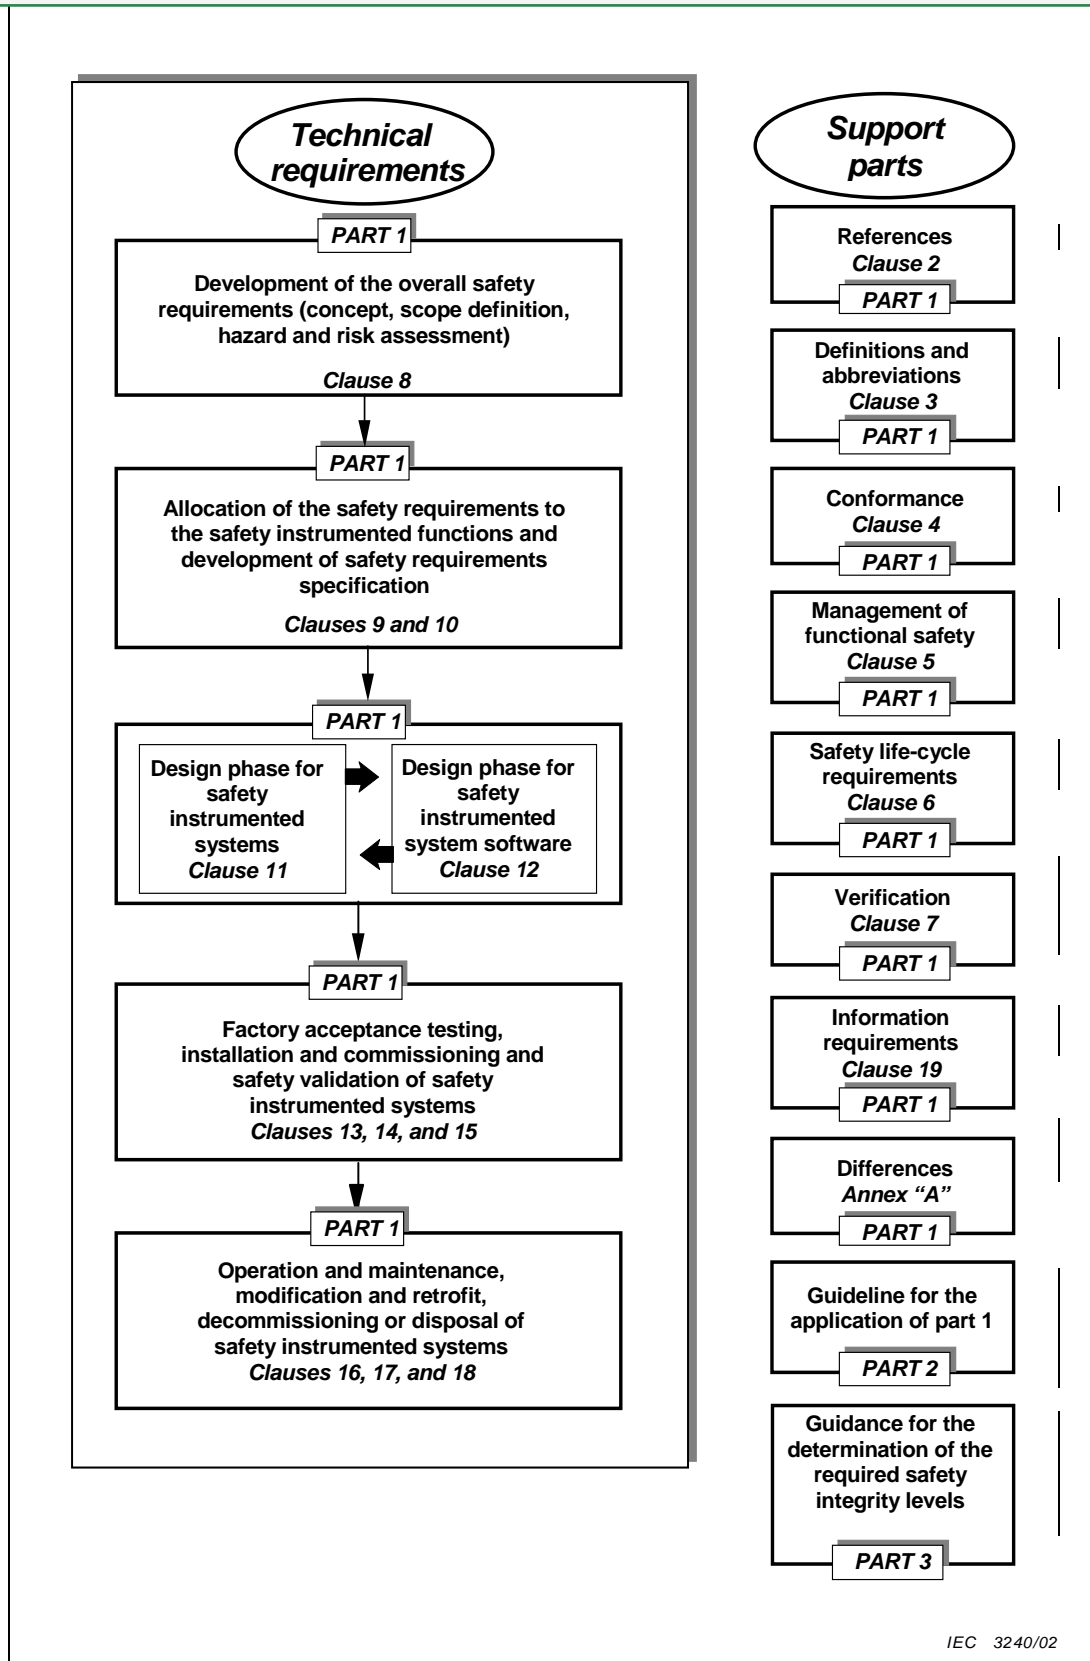 Technical
requirements
PART 1
Development of the overall safety
requirements (concept, scope definition,
hazard and risk assessment)
Clause 8
PART 1
Allocation of the safety requirements to
the safety instrumented functions and
development of safety requirements
specification
Clauses 9 and 10
PART 1
Design phase for
safety
instrumented
systems
Clause 11
Design phase for
safety
instrumented
system software
Clause 12
PART 1
Factory acceptance testing,
installation and commissioning and
safety validation of safety
instrumented systems
Clauses 13, 14, and 15
PART 1
Operation and maintenance,
modification and retrofit,
decommissioning or disposal of
safety instrumented systems
Clauses 16, 17, and 18
Support
parts
References
Clause 2
PART 1
Definitions and
abbreviations
Clause 3
PART 1
Conformance
Clause 4
PART 1
Management of
functional safety
Clause 5
PART 1
Safety life-cycle
requirements
Clause 6
PART 1
Verification
Clause 7
PART 1
Information
requirements
Clause 19
PART 1
Differences
Annex “A”
PART 1
Guideline for the
application of part 1
PART 2
Guidance for the
determination of the
required safety
integrity levels
PART 3
IEC 3240/02